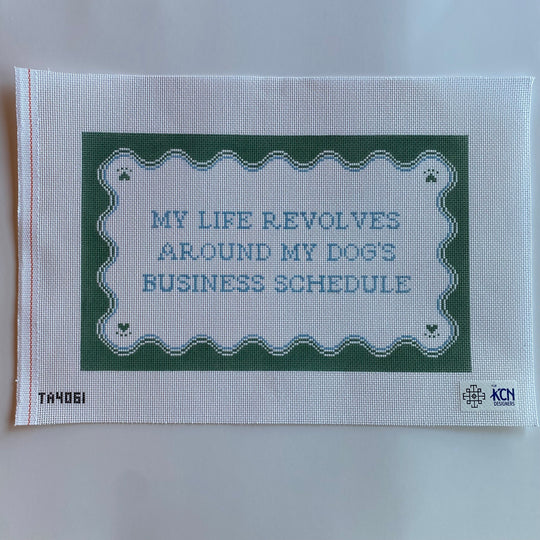 MY LIFE REVOLVES
AROUND MY DOG'S
BUSINESS SCHEDULE
TA4061
KCN
DESIGNERS